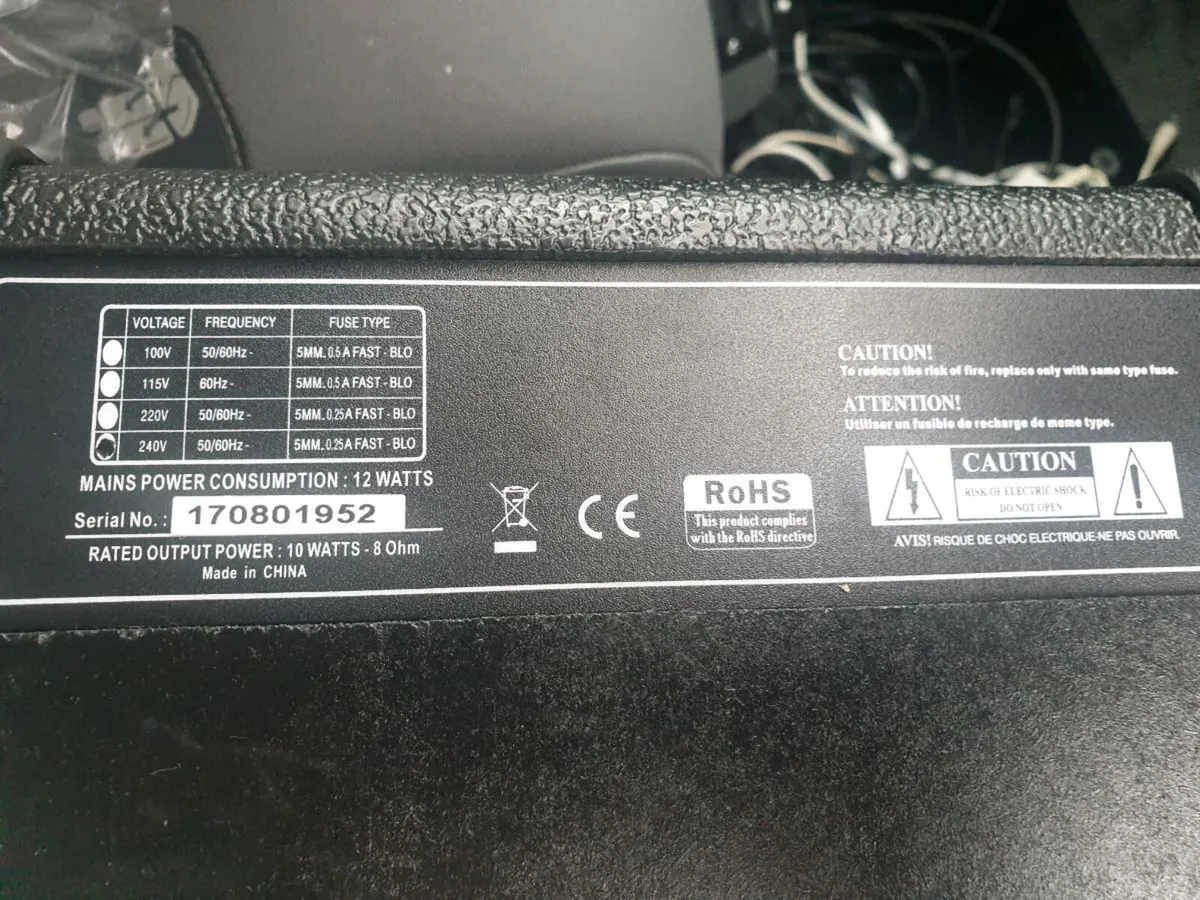 VOLTAGE FREQUENCY FUSE TYPE
100V 50/60Hz - 5MM. 0.5 A FAST - BLO
115V 60Hz - 5MM. 0.5 A FAST - BLO
220V 50/60Hz - 5MM. 0.25A FAST - BLO
240V 50/60Hz - 5MM. 0.25A FAST - BLO
MAINS POWER CONSUMPTION : 12 WATTS
Serial No. : 170801952
RATED OUTPUT POWER : 10 WATTS - 8 Ohm
Made in CHINA
CE
RoHS
This product complies
with the RoHS directive
CAUTION!
To reduce the risk of fire, replace only with same type fuse.
ATTENTION!
Utiliser un fusible de recharge de meme type.
CAUTION
RISK OF ELECTRIC SHOCK
DO NOT OPEN
AVIS! RISQUE DE CHOC ELECTRIQUE-NE PAS OUVRIR.